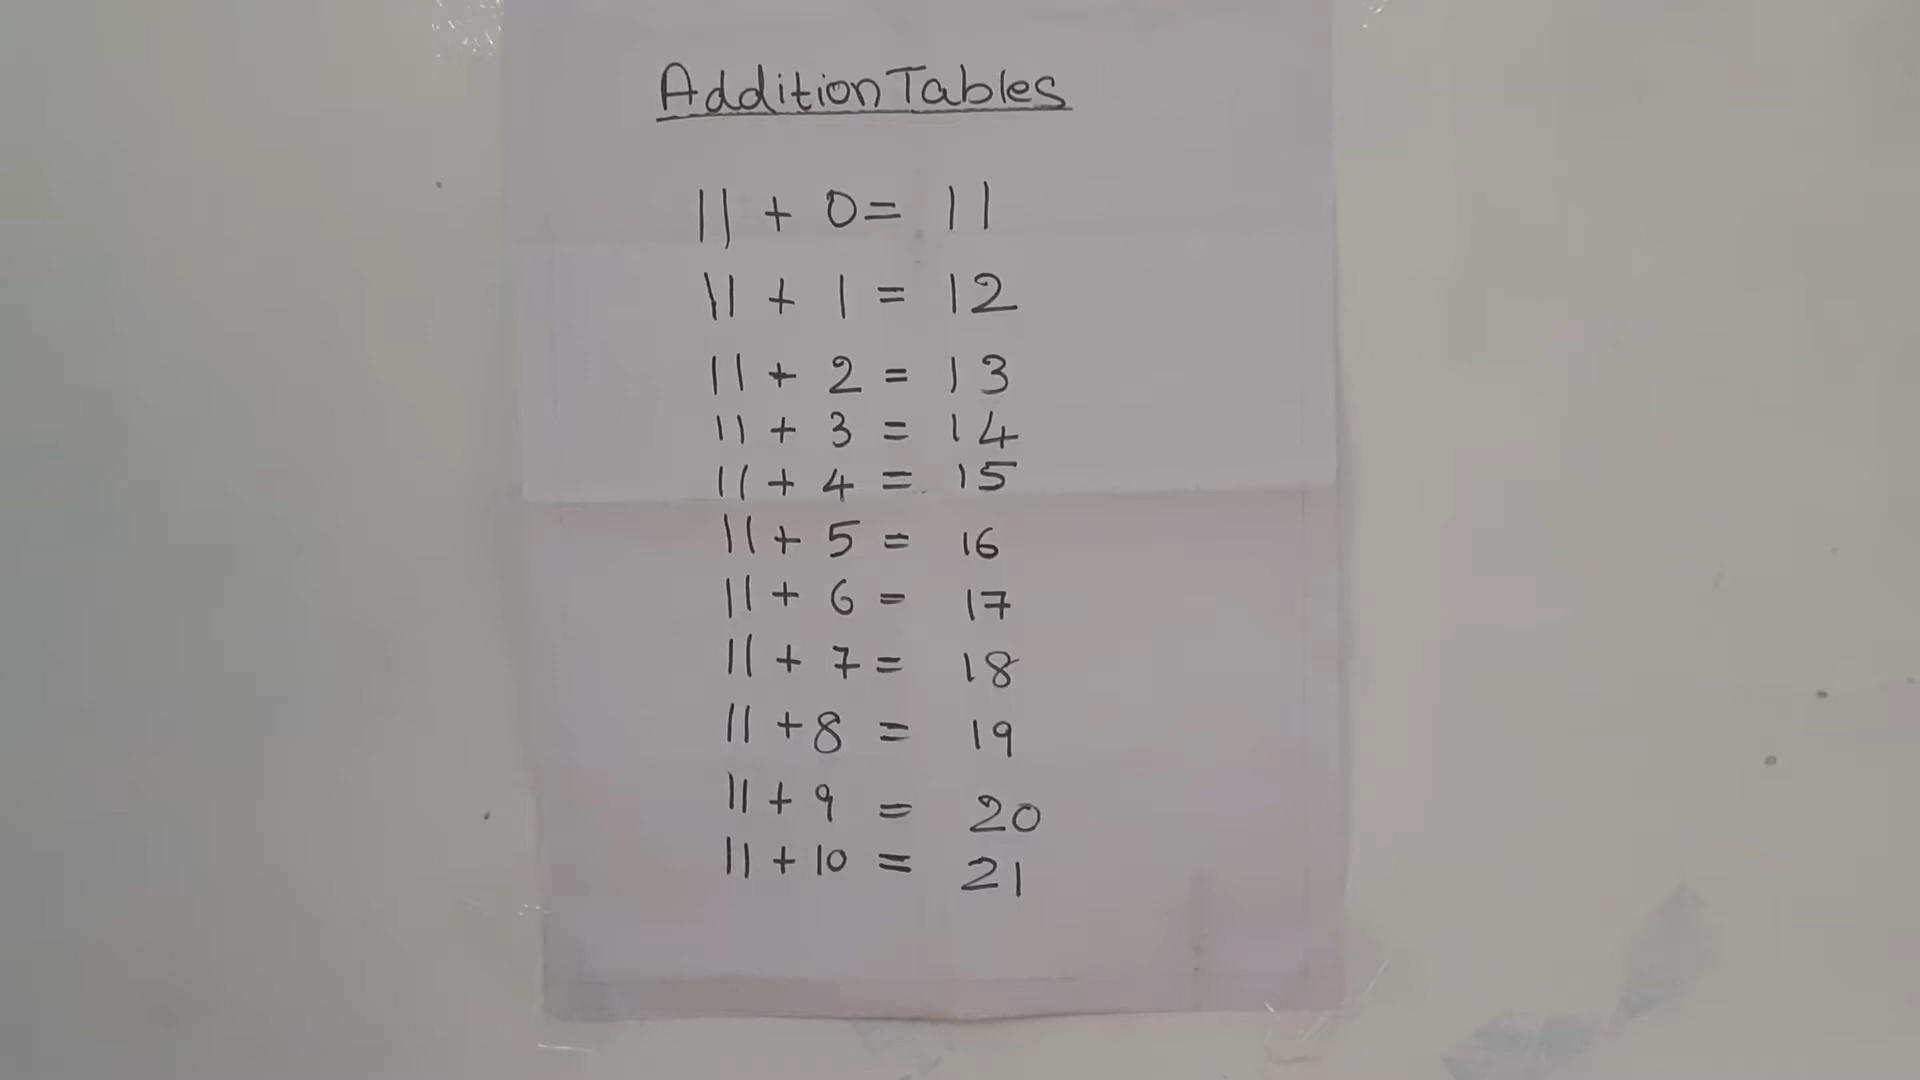 Addition Tables
11 + 0 = 11
11 + 1 = 12
11 + 2 = 13
11 + 3 = 14
11 + 4 = 15
11 + 5 = 16
11 + 6 = 17
11 + 7 = 18
11 + 8 = 19
11 + 9 = 20
11 + 10 = 21